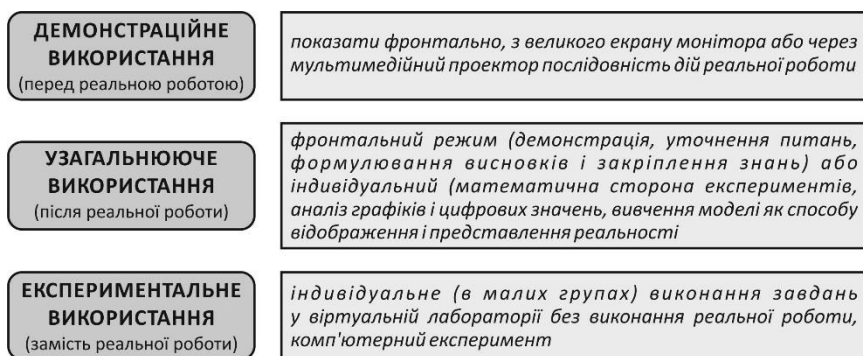 ДЕМОНСТРАЦІЙНЕ
ВИКОРИСТАННЯ
(перед реальною роботою)
показати фронтально, з великого екрану монітора або через
мультимедійний проектор послідовність дій реальної роботи
УЗАГАЛЬНЮЮЧЕ
ВИКОРИСТАННЯ
(після реальної роботи)
фронтальний режим (демонстрація, уточнення питань,
формулювання висновків і закріплення знань) або
індивідуальний (математична сторона експериментів,
аналіз графіків і цифрових значень, вивчення моделі як способу
відображення і представлення реальності
ЕКСПЕРИМЕНТАЛЬНЕ
ВИКОРИСТАННЯ
(замість реальної роботи)
індивідуальне (в малих групах) виконання завдань
у віртуальній лабораторії без виконання реальної роботи,
комп'ютерний експеримент